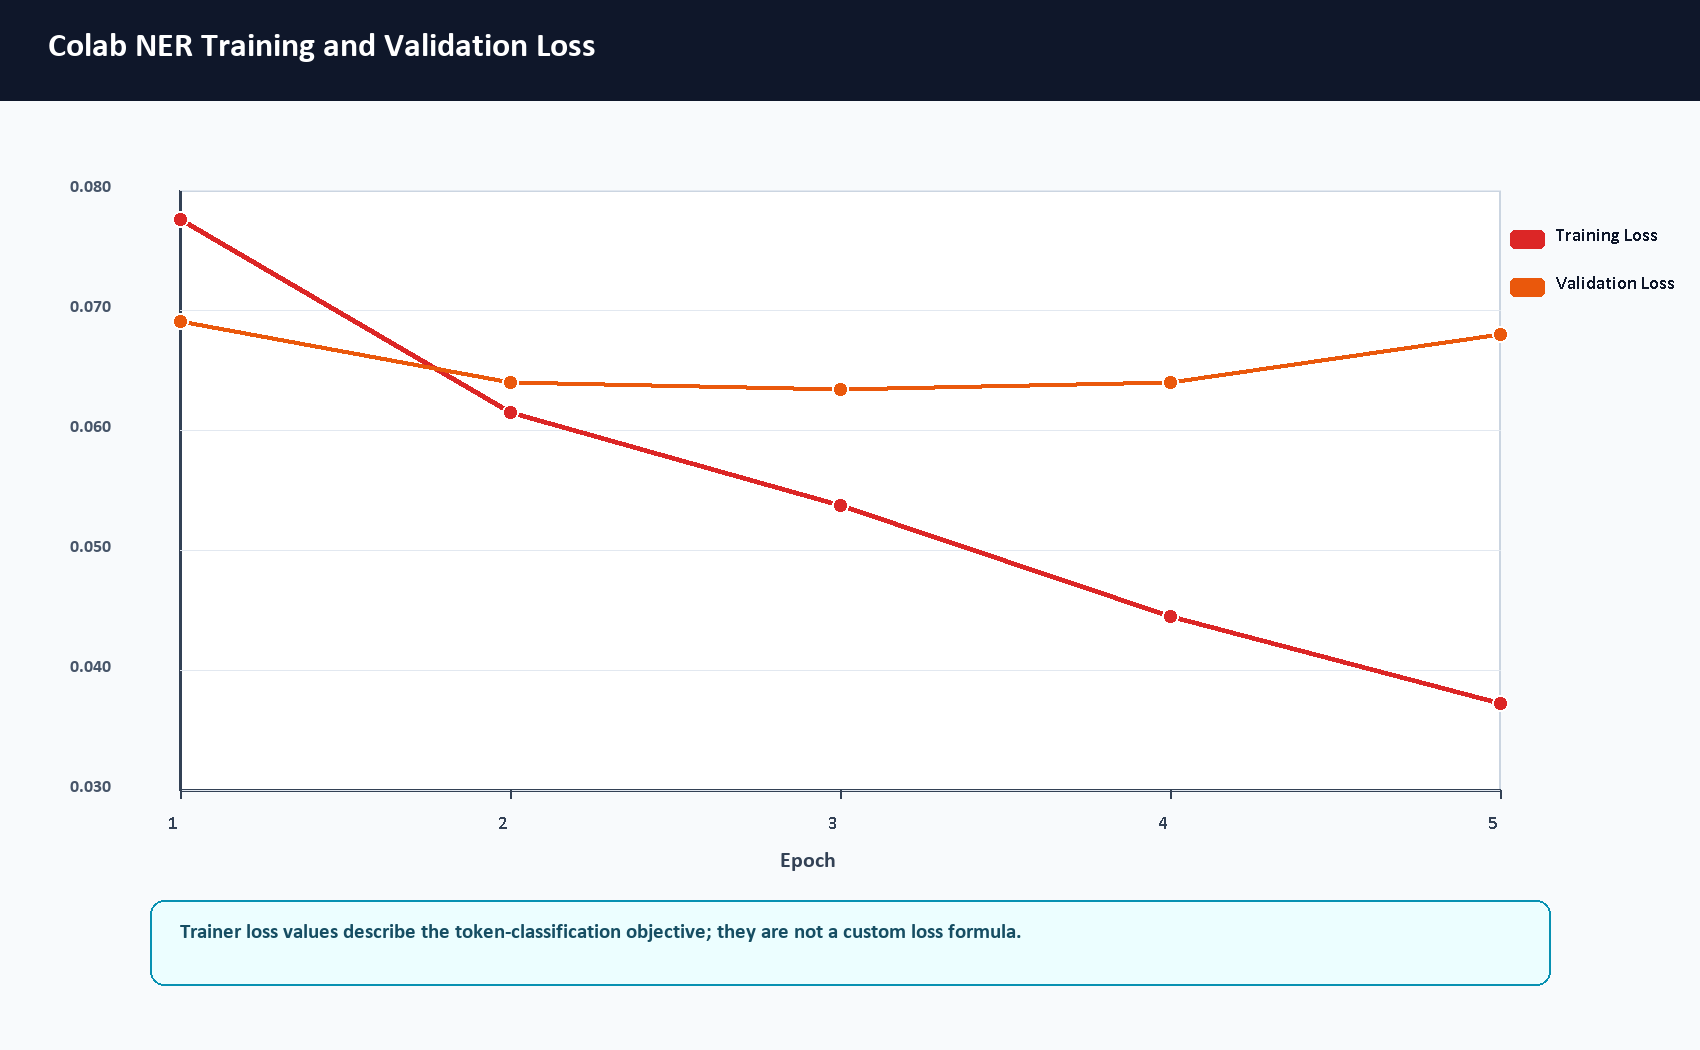 Colab NER Training and Validation Loss
0.080
0.070
0.060
0.050
0.040
0.030
Training Loss
Validation Loss
1 2 3 4 5
Epoch
Trainer loss values describe the token-classification objective; they are not a custom loss formula.